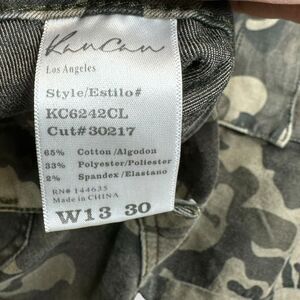 KanCan
Los Angeles
Style/Estilo#
KC6242CL
Cut#30217
65% Cotton/Algodon
33% Polyester/Poliester
2% Spandex/Elastano
RN# 144635
Made in CHINA
W13 30